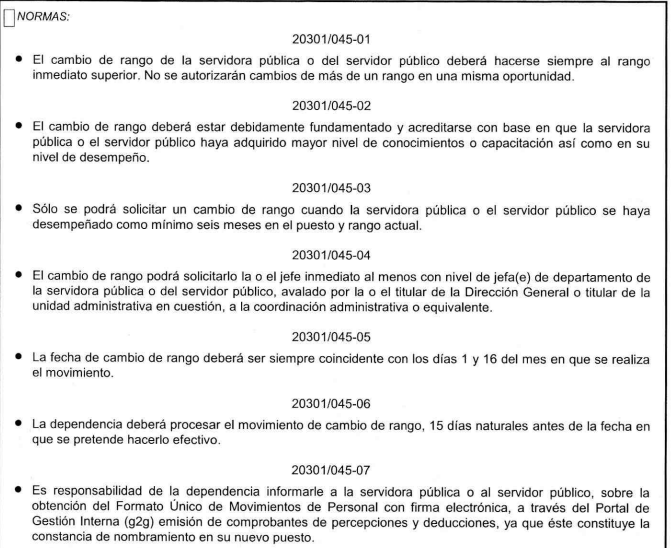 NORMAS:
20301/045-01
• El cambio de rango de la servidora pública o del servidor público deberá hacerse siempre al rango
inmediato superior. No se autorizarán cambios de más de un rango en una misma oportunidad.
20301/045-02
• El cambio de rango deberá estar debidamente fundamentado y acreditarse con base en que la servidora
pública o el servidor público haya adquirido mayor nivel de conocimientos o capacitación así como en su
nivel de desempeño.
20301/045-03
• Sólo se podrá solicitar un cambio de rango cuando la servidora pública o el servidor público se haya
desempeñado como mínimo seis meses en el puesto y rango actual.
20301/045-04
• El cambio de rango podrá solicitarlo la o el jefe inmediato al menos con nivel de jefa(e) de departamento de
la servidora pública o del servidor público, avalado por la o el titular de la Dirección General o titular de la
unidad administrativa en cuestión, a la coordinación administrativa o equivalente.
20301/045-05
• La fecha de cambio de rango deberá ser siempre coincidente con los días 1 y 16 del mes en que se realiza
el movimiento.
20301/045-06
• La dependencia deberá procesar el movimiento de cambio de rango, 15 días naturales antes de la fecha en
que se pretende hacerlo efectivo.
20301/045-07
• Es responsabilidad de la dependencia informarle a la servidora pública o al servidor público, sobre la
obtención del Formato Único de Movimientos de Personal con firma electrónica, a través del Portal de
Gestión Interna (g2g) emisión de comprobantes de percepciones y deducciones, ya que éste constituye la
constancia de nombramiento en su nuevo puesto.